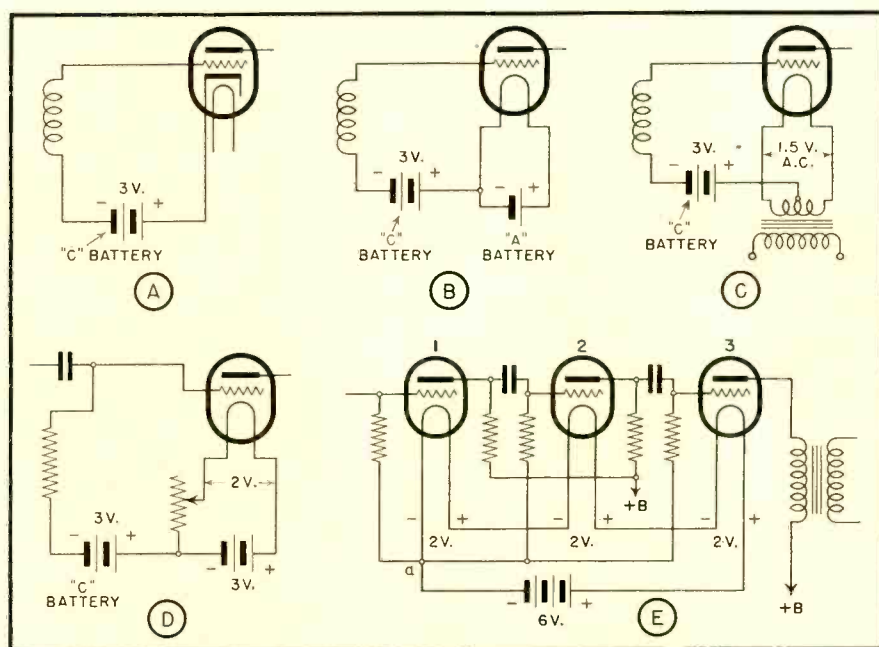 3V.
- +
"C" BATTERY
A
3V.
- +
- +
"C"
BATTERY
"A"
BATTERY
B
3V.
- +
"C"
BATTERY
1.5 V.
A.C.
C
2V.
3V.
- +
- +
3V.
"C"
BATTERY
D
1 2 3
+B
- + - + - +
2V. 2V. 2V.
a
- +
6V.
E
+B